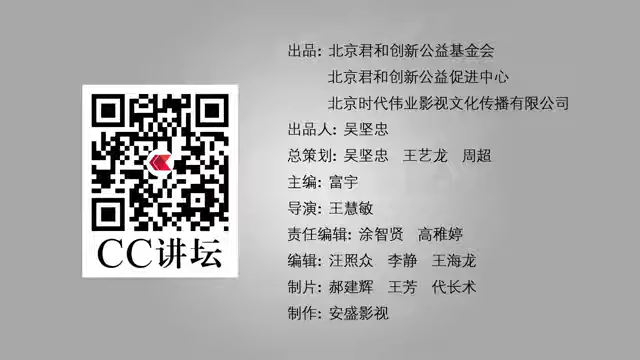 出品: 北京君和创新公益基金会
北京君和创新公益促进中心
北京时代伟业影视文化传播有限公司
出品人: 吴坚忠
总策划: 吴坚忠 王艺龙 周超
主编: 富宇
导演: 王慧敏
责任编辑: 涂智贤 高稚婷
编辑: 汪照众 李静 王海龙
制片: 郝建辉 王芳 代长术
制作: 安盛影视
CC讲坛